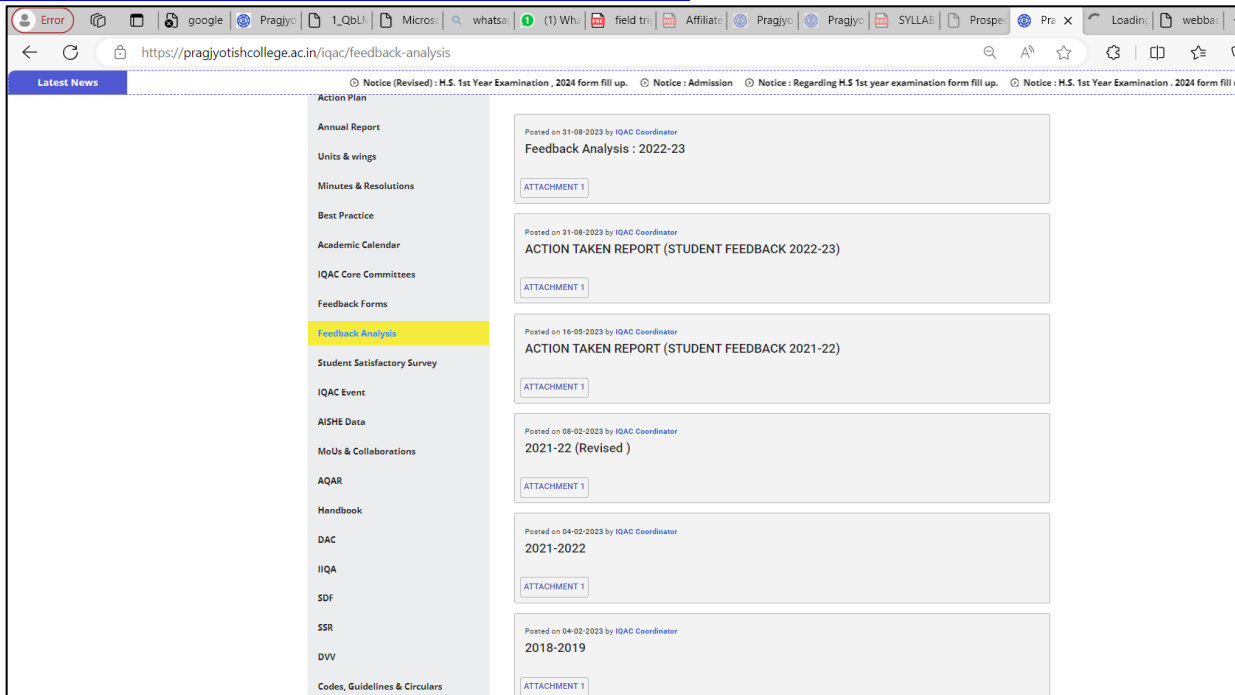 Error
google
Pragjyc
1_QbLM
Microsc
whatsa
(1) Wha
field tri
Affiliate
Pragjyo
Pragjyo
SYLLAB
Prospec
Pra
Loading
webbac
https://pragjyotishcollege.ac.in/iqac/feedback-analysis
Latest News
Notice (Revised) : H.S. 1st Year Examination , 2024 form fill up. Notice : Admission Notice : Regarding H.S 1st year examination form fill up. Notice : H.S. 1st Year Examination . 2024 form fill
Action Plan
Annual Report
Units & wings
Minutes & Resolutions
Best Practice
Academic Calendar
IQAC Core Committees
Feedback Forms
Feedback Analysis
Student Satisfactory Survey
IQAC Event
AISHE Data
MoUs & Collaborations
AQAR
Handbook
DAC
IIQA
SDF
SSR
DVV
Codes, Guidelines & Circulars
Posted on 31-08-2023 by IQAC Coordinator
Feedback Analysis : 2022-23
ATTACHMENT 1
Posted on 31-08-2023 by IQAC Coordinator
ACTION TAKEN REPORT (STUDENT FEEDBACK 2022-23)
ATTACHMENT 1
Posted on 16-05-2023 by IQAC Coordinator
ACTION TAKEN REPORT (STUDENT FEEDBACK 2021-22)
ATTACHMENT 1
Posted on 08-02-2023 by IQAC Coordinator
2021-22 (Revised )
ATTACHMENT 1
Posted on 04-02-2023 by IQAC Coordinator
2021-2022
ATTACHMENT 1
Posted on 04-02-2023 by IQAC Coordinator
2018-2019
ATTACHMENT 1